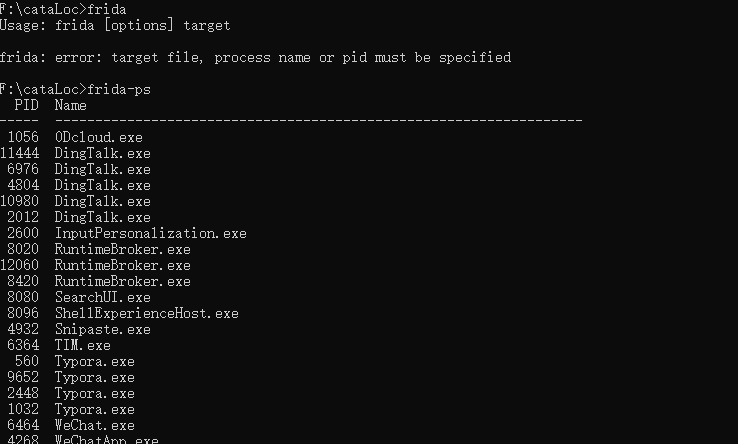 F:\cataLoc>frida
Usage: frida [options] target
frida: error: target file, process name or pid must be specified
F:\cataLoc>frida-ps
  PID  Name
-----  ------------------------------------------------------------------
 1056  ODcloud.exe
11444  DingTalk.exe
 6976  DingTalk.exe
 4804  DingTalk.exe
10980  DingTalk.exe
 2012  DingTalk.exe
 2600  InputPersonalization.exe
 8020  RuntimeBroker.exe
12060  RuntimeBroker.exe
 8420  RuntimeBroker.exe
 8080  SearchUI.exe
 8096  ShellExperienceHost.exe
 4932  Snipaste.exe
 6364  TIM.exe
  560  Typora.exe
 9652  Typora.exe
 2448  Typora.exe
 1032  Typora.exe
 6464  WeChat.exe
 4268  WeChatApp.exe